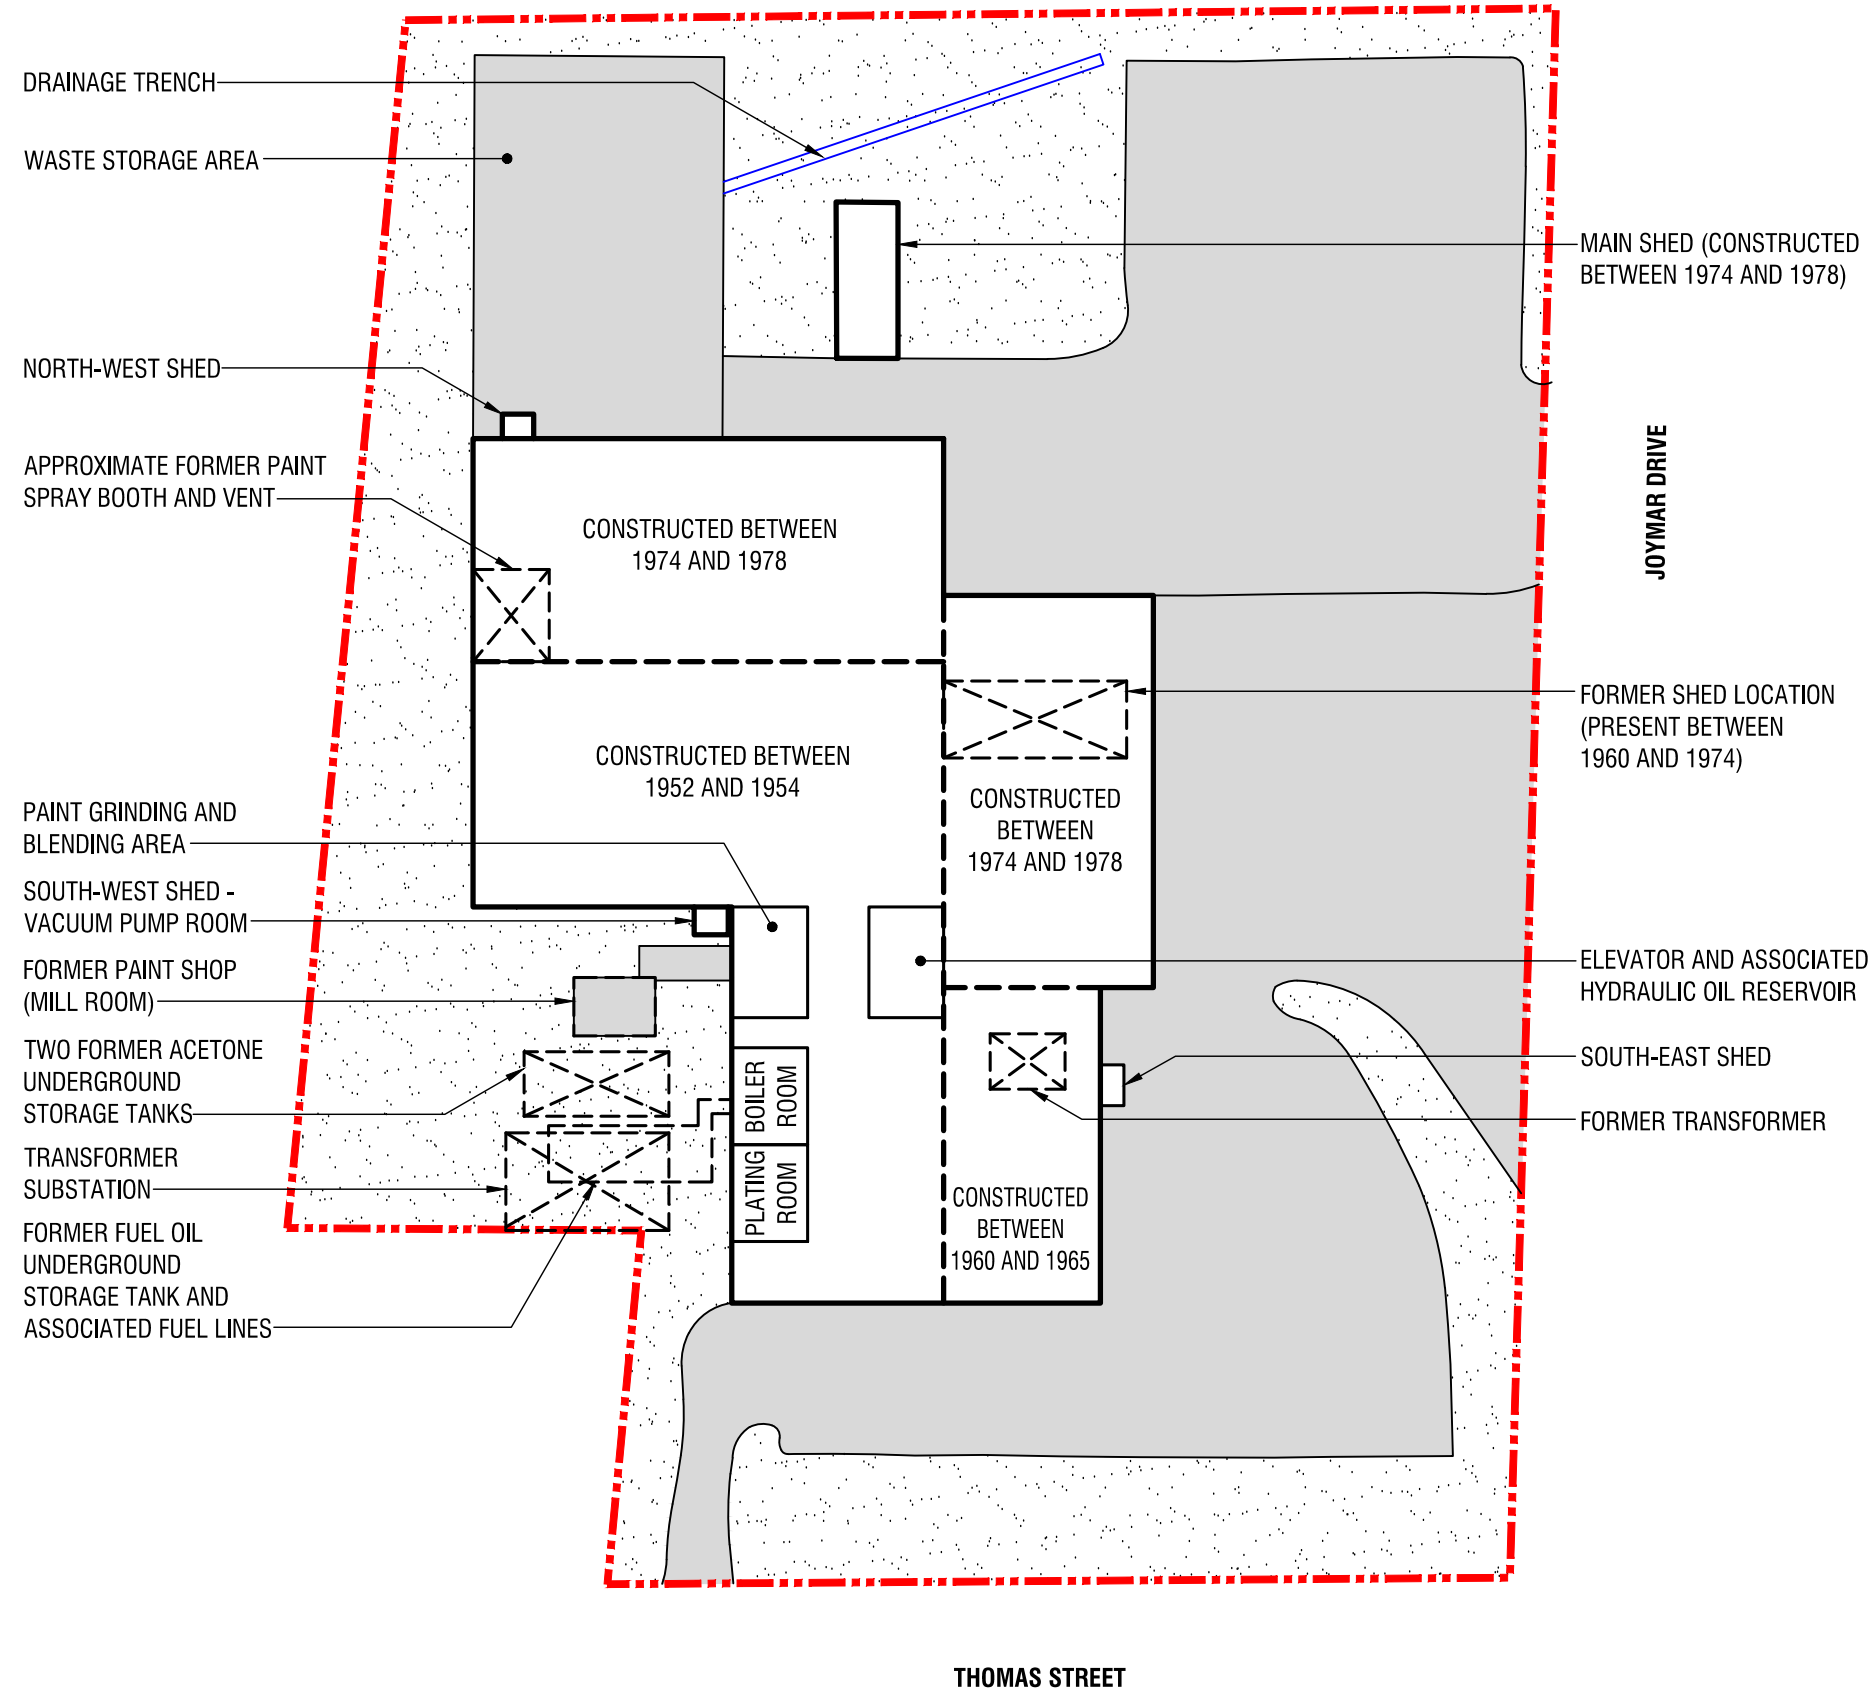 DRAINAGE TRENCH
WASTE STORAGE AREA
MAIN SHED (CONSTRUCTED
BETWEEN 1974 AND 1978)
NORTH-WEST SHED
APPROXIMATE FORMER PAINT
SPRAY BOOTH AND VENT
CONSTRUCTED BETWEEN
1974 AND 1978
JOYMAR DRIVE
FORMER SHED LOCATION
(PRESENT BETWEEN
1960 AND 1974)
CONSTRUCTED BETWEEN
1952 AND 1954
CONSTRUCTED
BETWEEN
1974 AND 1978
PAINT GRINDING AND
BLENDING AREA
SOUTH-WEST SHED -
VACUUM PUMP ROOM
FORMER PAINT SHOP
(MILL ROOM)
ELEVATOR AND ASSOCIATED
HYDRAULIC OIL RESERVOIR
TWO FORMER ACETONE
UNDERGROUND
STORAGE TANKS
SOUTH-EAST SHED
BOILER
ROOM
FORMER TRANSFORMER
TRANSFORMER
SUBSTATION
PLATING
ROOM
CONSTRUCTED
BETWEEN
1960 AND 1965
FORMER FUEL OIL
UNDERGROUND
STORAGE TANK AND
ASSOCIATED FUEL LINES
THOMAS STREET